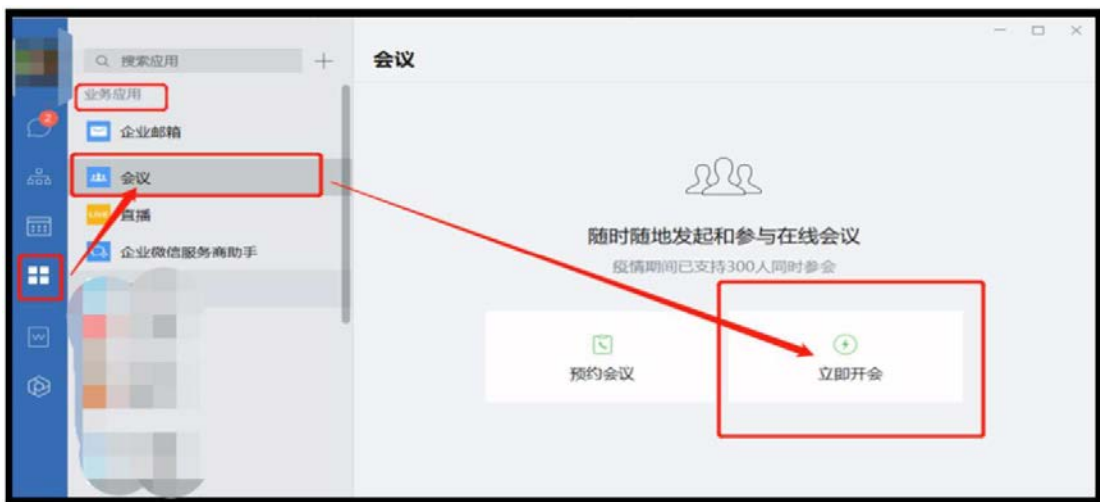 搜索应用
会议
业务应用
2
企业邮箱
会议
LIVE
直播
企业微信服务商助手
随时随地发起和参与在线会议
疫情期间已支持300人同时参会
预约会议
立即开会